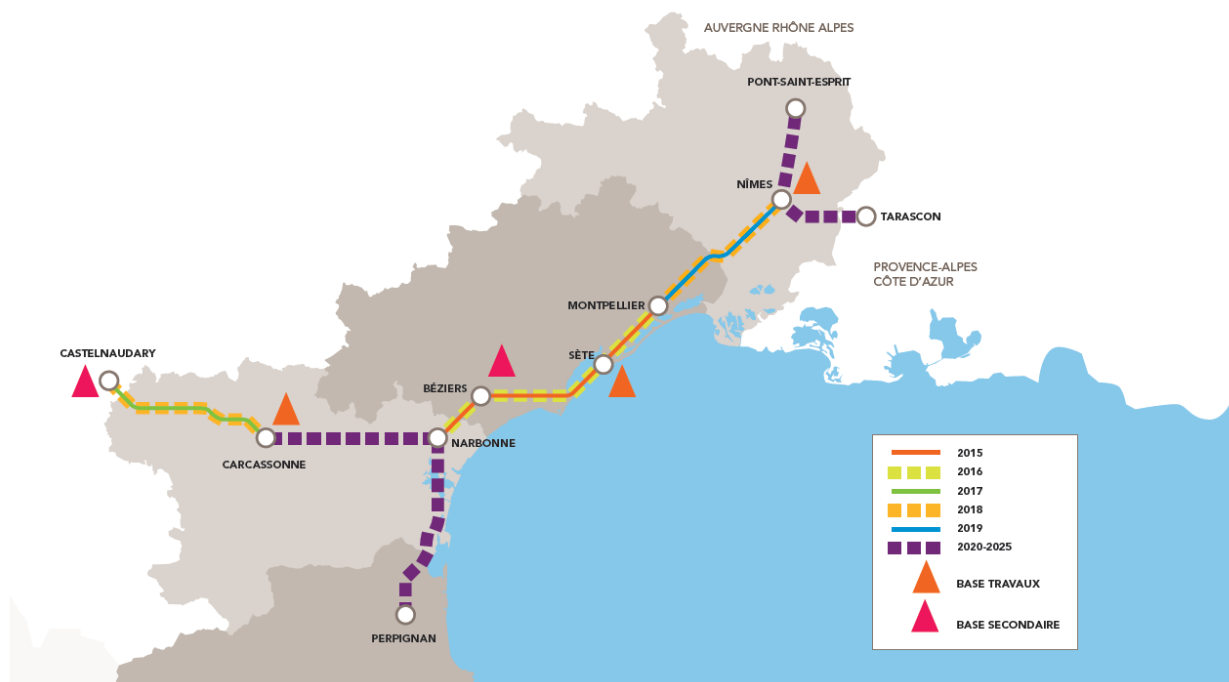 AUVERGNE RHÔNE ALPES
PONT-SAINT-ESPRIT
NÎMES
TARASCON
PROVENCE-ALPES
CÔTE D'AZUR
MONTPELLIER
SÈTE
CASTELNAUDARY
BÉZIERS
NARBONNE
CARCASSONNE
PERPIGNAN
2015
2016
2017
2018
2019
2020-2025
BASE TRAVAUX
BASE SECONDAIRE